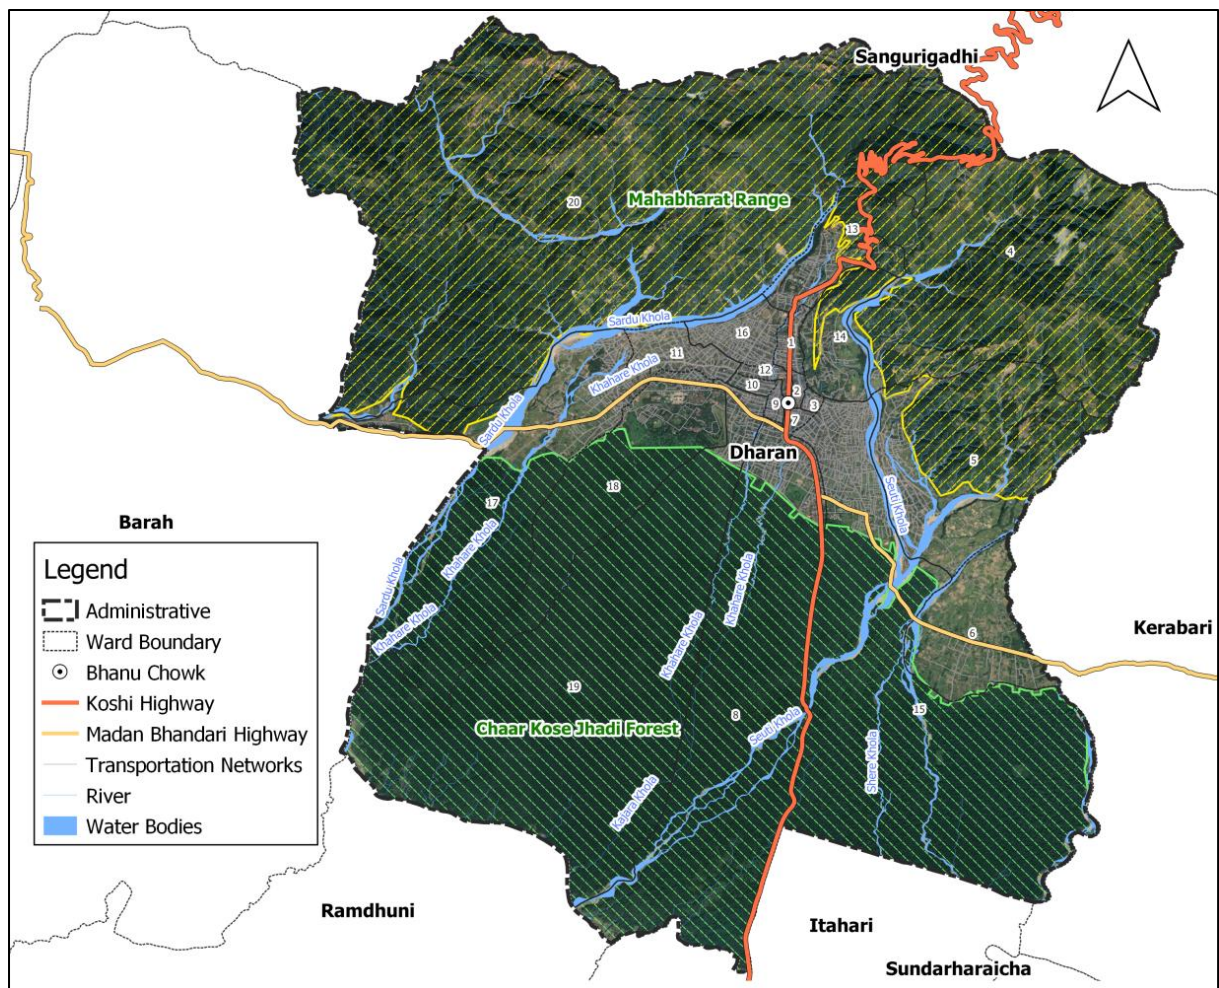 Sangurigadhi
20
Mahabharat Range
13
4
Sardu Khola
16
1
14
11
Khahare Khola
12
10
2
9
3
7
Sardu Khola
Dharan
5
18
17
Seuti Khola
Barah
Khahare Khola
Sardu Khola
Khahare Khola
Khahare Khola
Khahare Khola
6
Kerabari
19
8
15
Chaar Kose Jhadi Forest
Seuti Khola
Shere Khola
Kajara Khola
Legend
Administrative
Ward Boundary
Bhanu Chowk
Koshi Highway
Madan Bhandari Highway
Transportation Networks
River
Water Bodies
Ramdhuni
Itahari
Sundarharaicha